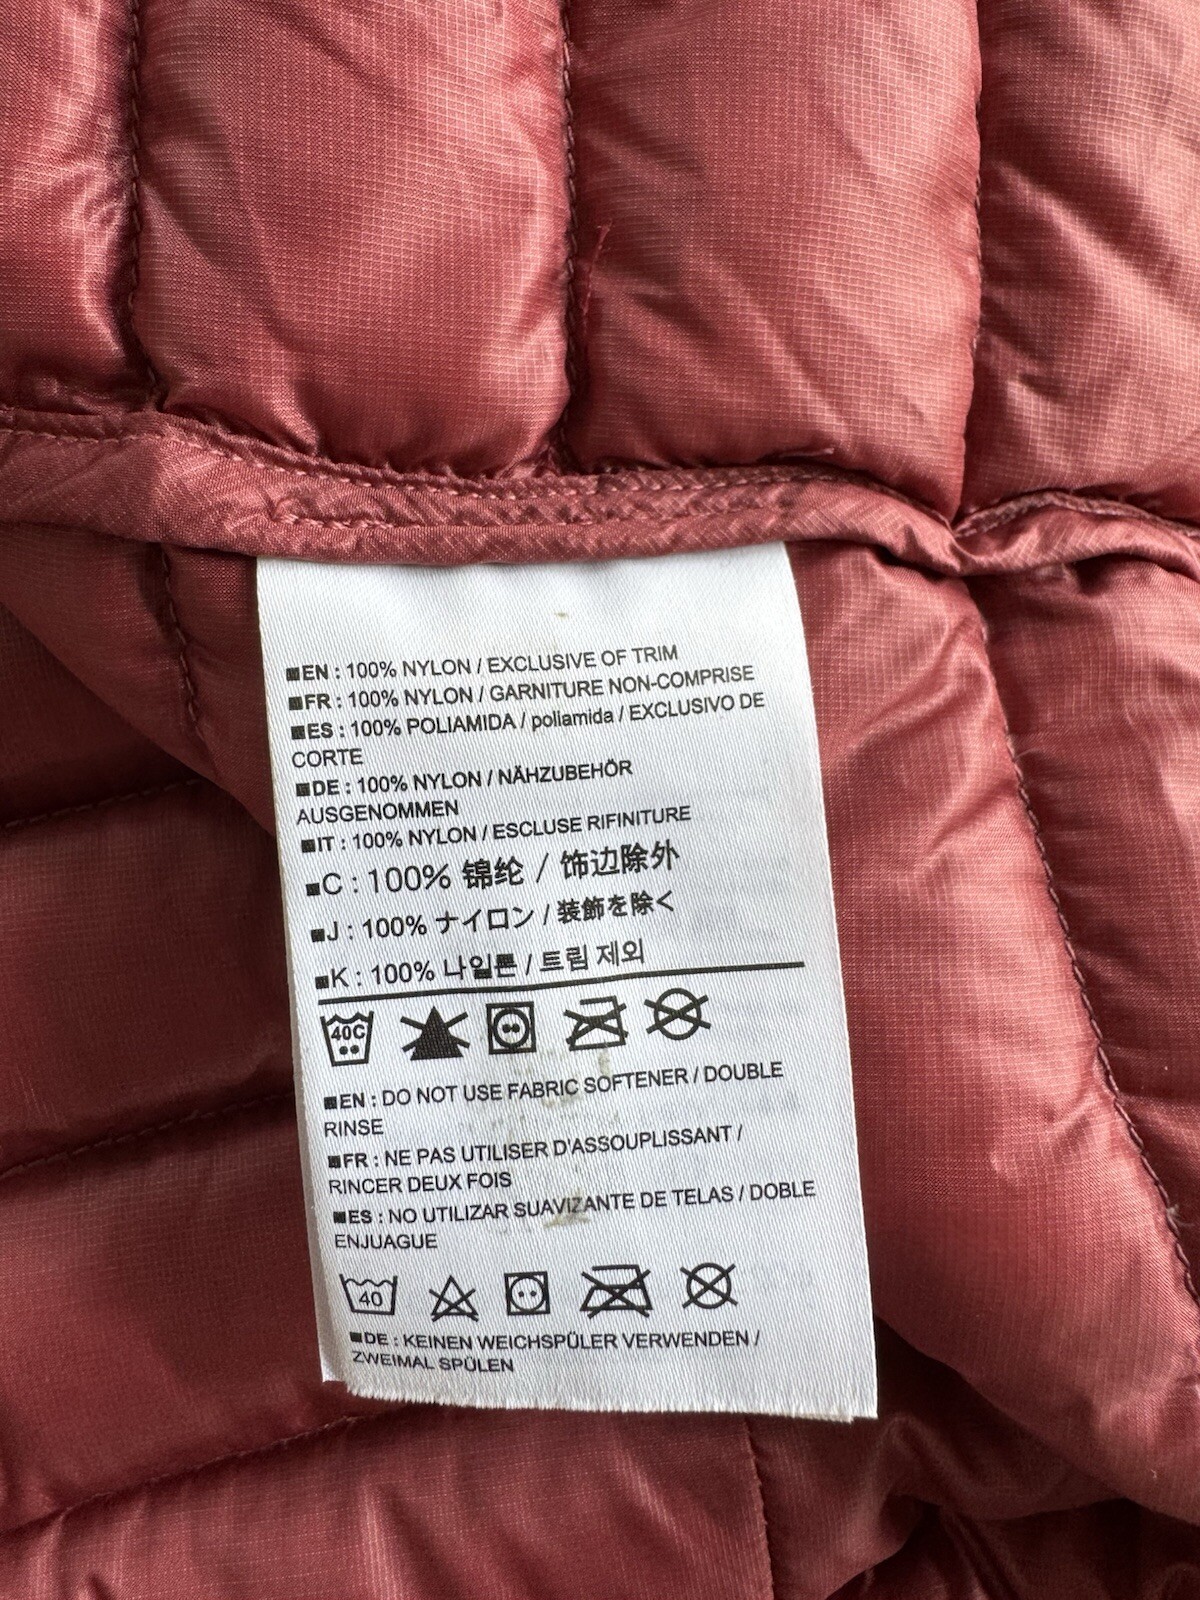 ■EN : 100% NYLON / EXCLUSIVE OF TRIM
■FR : 100% NYLON / GARNITURE NON-COMPRISE
■ES : 100% POLIAMIDA / poliamida / EXCLUSIVO DE
CORTE
■DE : 100% NYLON / NÄHZUBEHÖR
AUSGENOMMEN
■IT : 100% NYLON / ESCLUSE RIFINITURE
■C : 100% 锦纶 / 饰边除外
■J : 100% ナイロン / 装飾を除く
■K : 100% 나일론 / 트림 제외
40C
■EN : DO NOT USE FABRIC SOFTENER / DOUBLE
RINSE
■FR : NE PAS UTILISER D'ASSOUPLISSANT /
RINCER DEUX FOIS
■ES : NO UTILIZAR SUAVIZANTE DE TELAS / DOBLE
ENJUAGUE
40
■DE : KEINEN WEICHSPÜLER VERWENDEN /
ZWEIMAL SPÜLEN